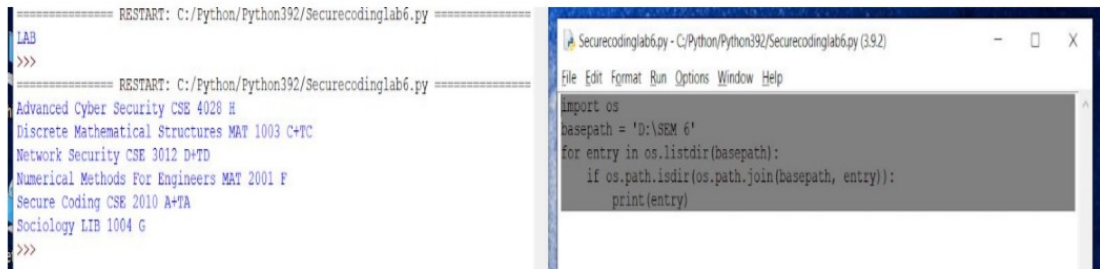 =============== RESTART: C:/Python/Python392/Securecodinglab6.py ===============
LAB
>>>
=============== RESTART: C:/Python/Python392/Securecodinglab6.py ===============
Advanced Cyber Security CSE 4028 H
Discrete Mathematical Structures MAT 1003 C+TC
Network Security CSE 3012 D+TD
Numerical Methods For Engineers MAT 2001 F
Secure Coding CSE 2010 A+TA
Sociology LIB 1004 G
>>>
Securecodinglab6.py - C:/Python/Python392/Securecodinglab6.py (3.9.2)
File Edit Format Run Options Window Help
import os
basepath = 'D:\SEM 6'
for entry in os.listdir(basepath):
    if os.path.isdir(os.path.join(basepath, entry)):
        print(entry)